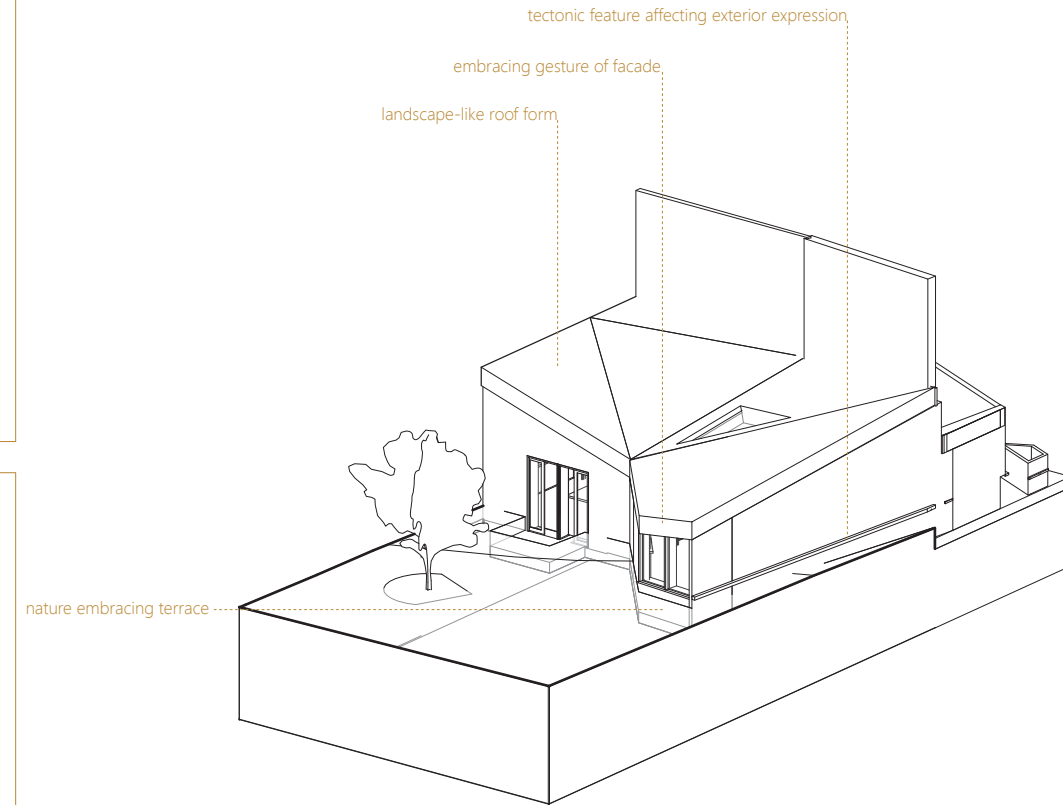 tectonic feature affecting exterior expression
embracing gesture of facade
landscape-like roof form
nature embracing terrace